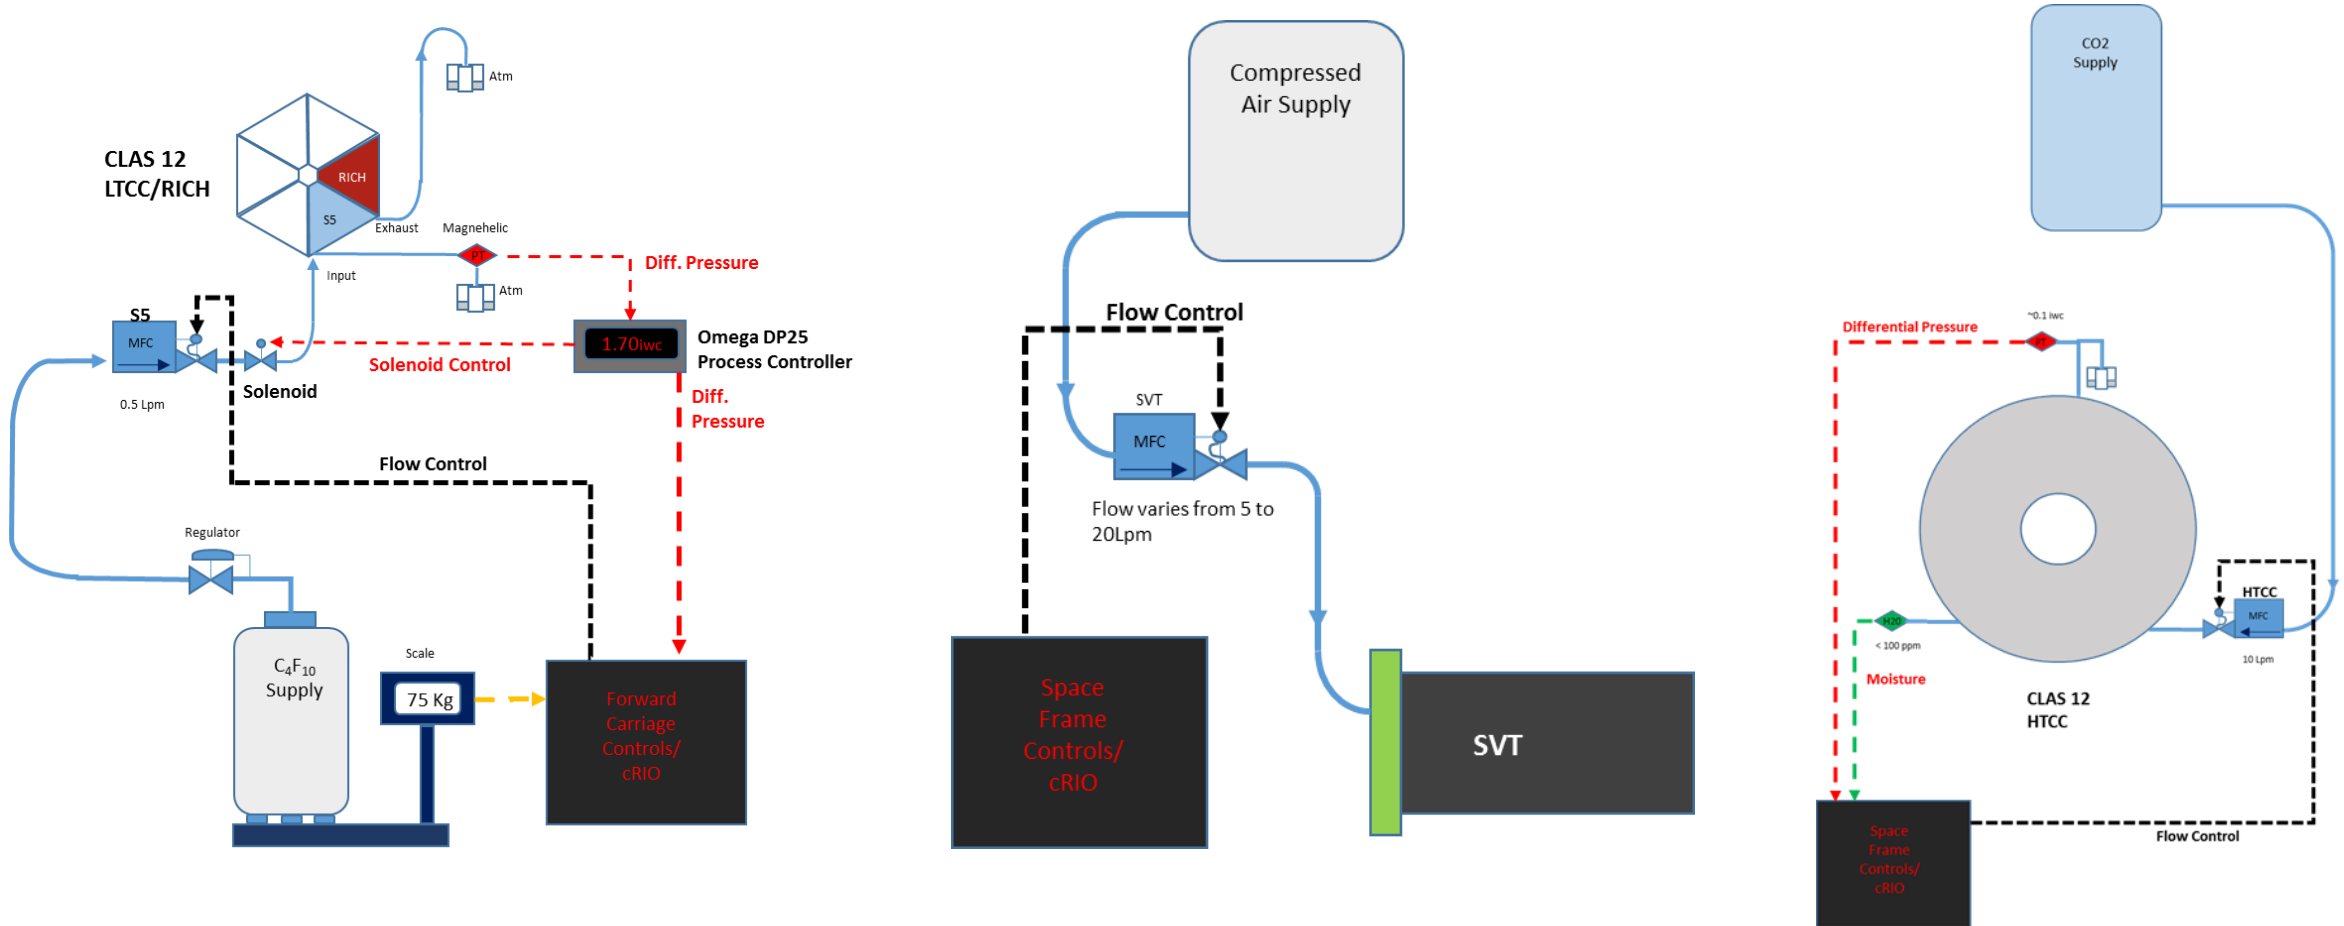 Atm
CLAS 12
LTCC/RICH
RICH
S5
Exhaust
Magnehelic
PT
Diff. Pressure
Input
Atm
S5
MFC
0.5 Lpm
Solenoid
Solenoid Control
1.70iwc
Omega DP25
Process Controller
Diff.
Pressure
Flow Control
Regulator
C4F10
Supply
Scale
75 Kg
Forward
Carriage
Controls/
cRIO
Compressed
Air Supply
Flow Control
SVT
MFC
Flow varies from 5 to
20Lpm
Space
Frame
Controls/
cRIO
SVT
CO2
Supply
~0.1 iwc
Differential Pressure
PT
HTCC
MFC
10 Lpm
H20
< 100 ppm
Moisture
CLAS 12
HTCC
Space
Frame
Controls/
cRIO
Flow Control